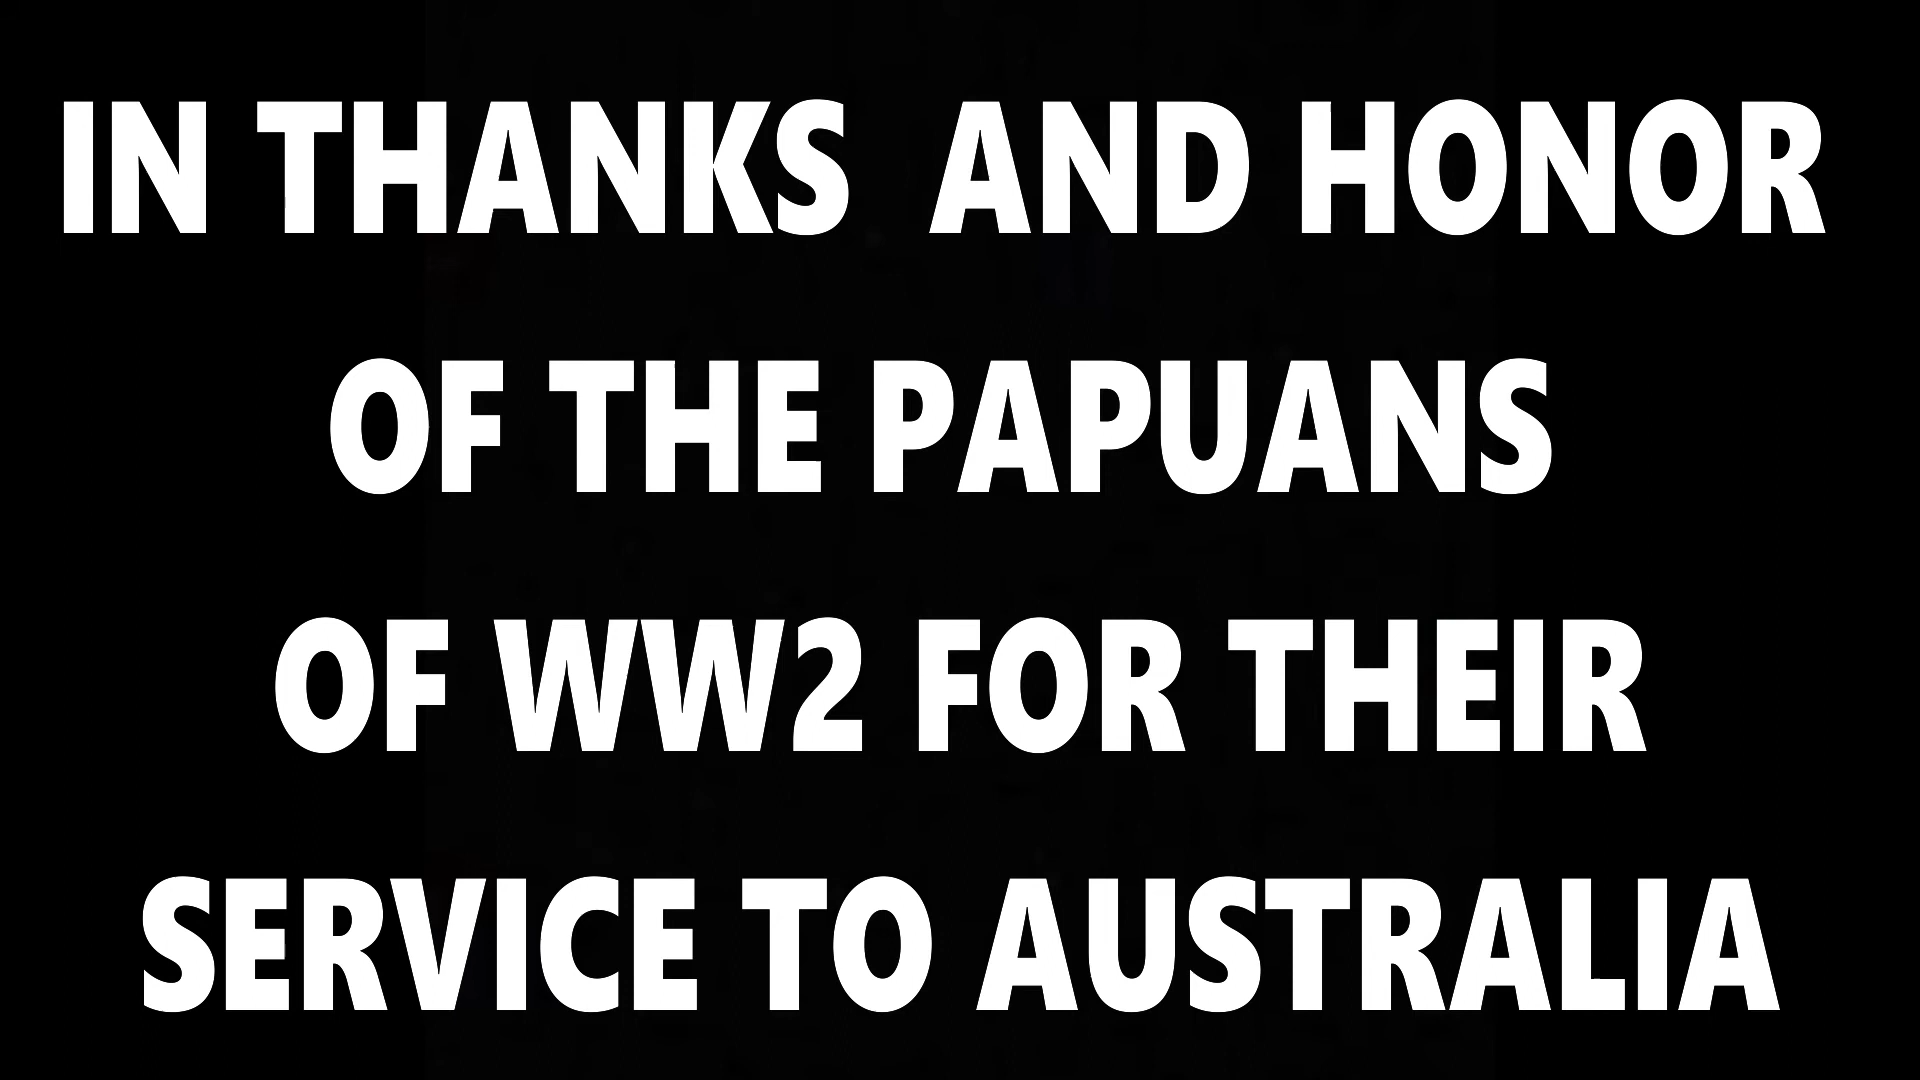 IN THANKS  AND HONOR
OF THE PAPUANS
OF WW2 FOR THEIR
SERVICE TO AUSTRALIA